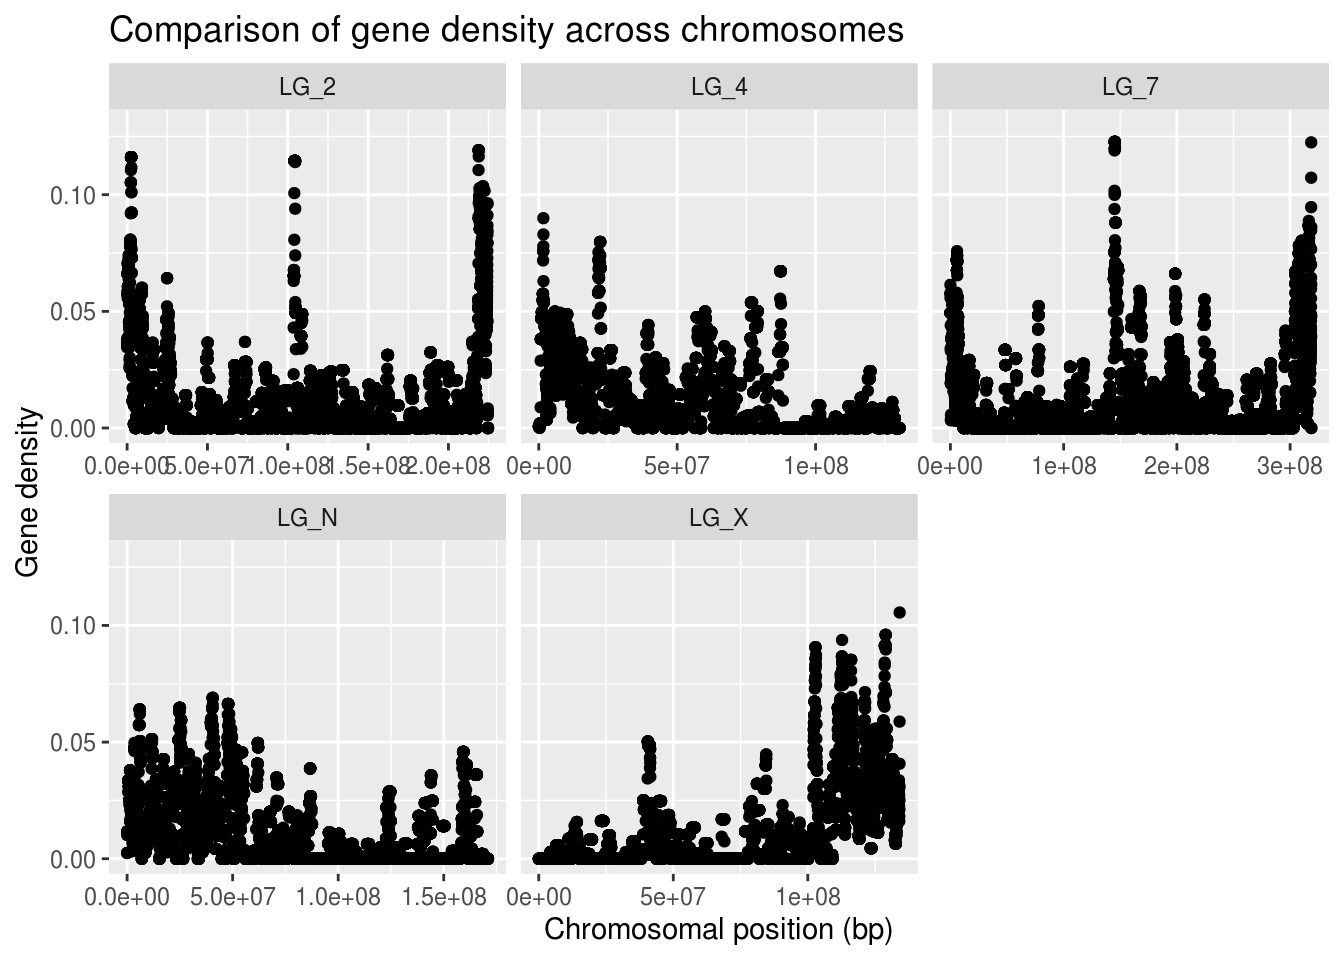 Comparison of gene density across chromosomes
LG_2 LG_4 LG_7
0.10
0.05
0.00
0.0e+00 5.0e+07 1.0e+08 1.5e+08 2.0e+08 0e+00 5e+07 1e+08 0e+00 1e+08 2e+08 3e+08
Gene density
LG_N LG_X
0.10
0.05
0.00
0.0e+00 5.0e+07 1.0e+08 1.5e+08 0e+00 5e+07 1e+08
Chromosomal position (bp)